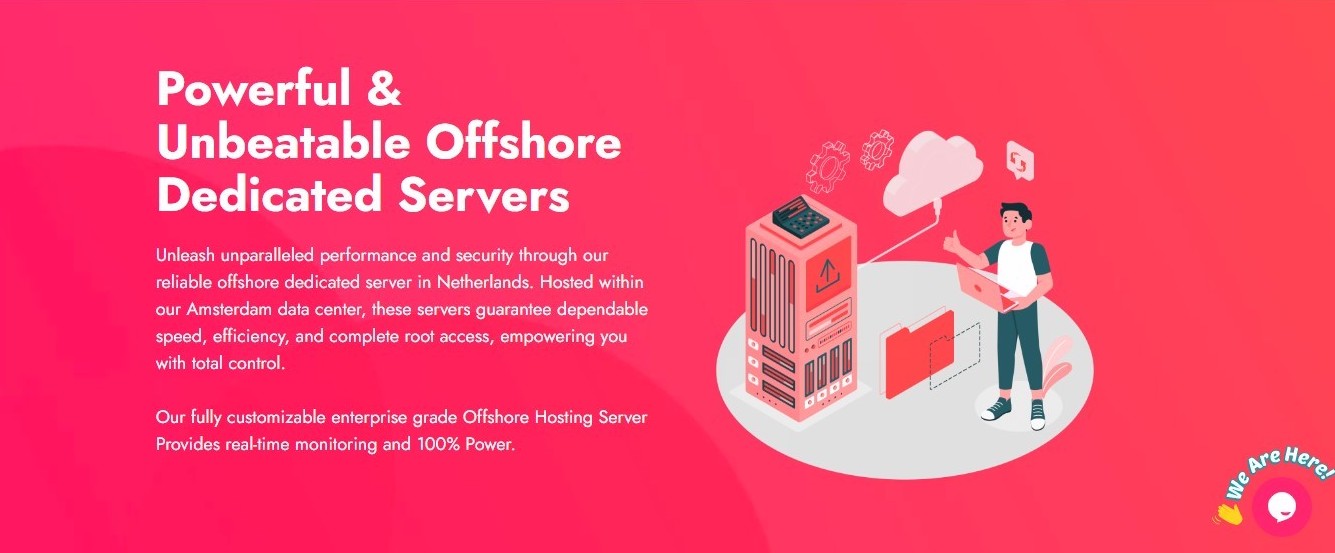 Powerful &
Unbeatable Offshore
Dedicated Servers
Unleash unparalleled performance and security through our
reliable offshore dedicated server in Netherlands. Hosted within
our Amsterdam data center, these servers guarantee dependable
speed, efficiency, and complete root access, empowering you
with total control.
Our fully customizable enterprise grade Offshore Hosting Server
Provides real-time monitoring and 100% Power.
We Are Here!